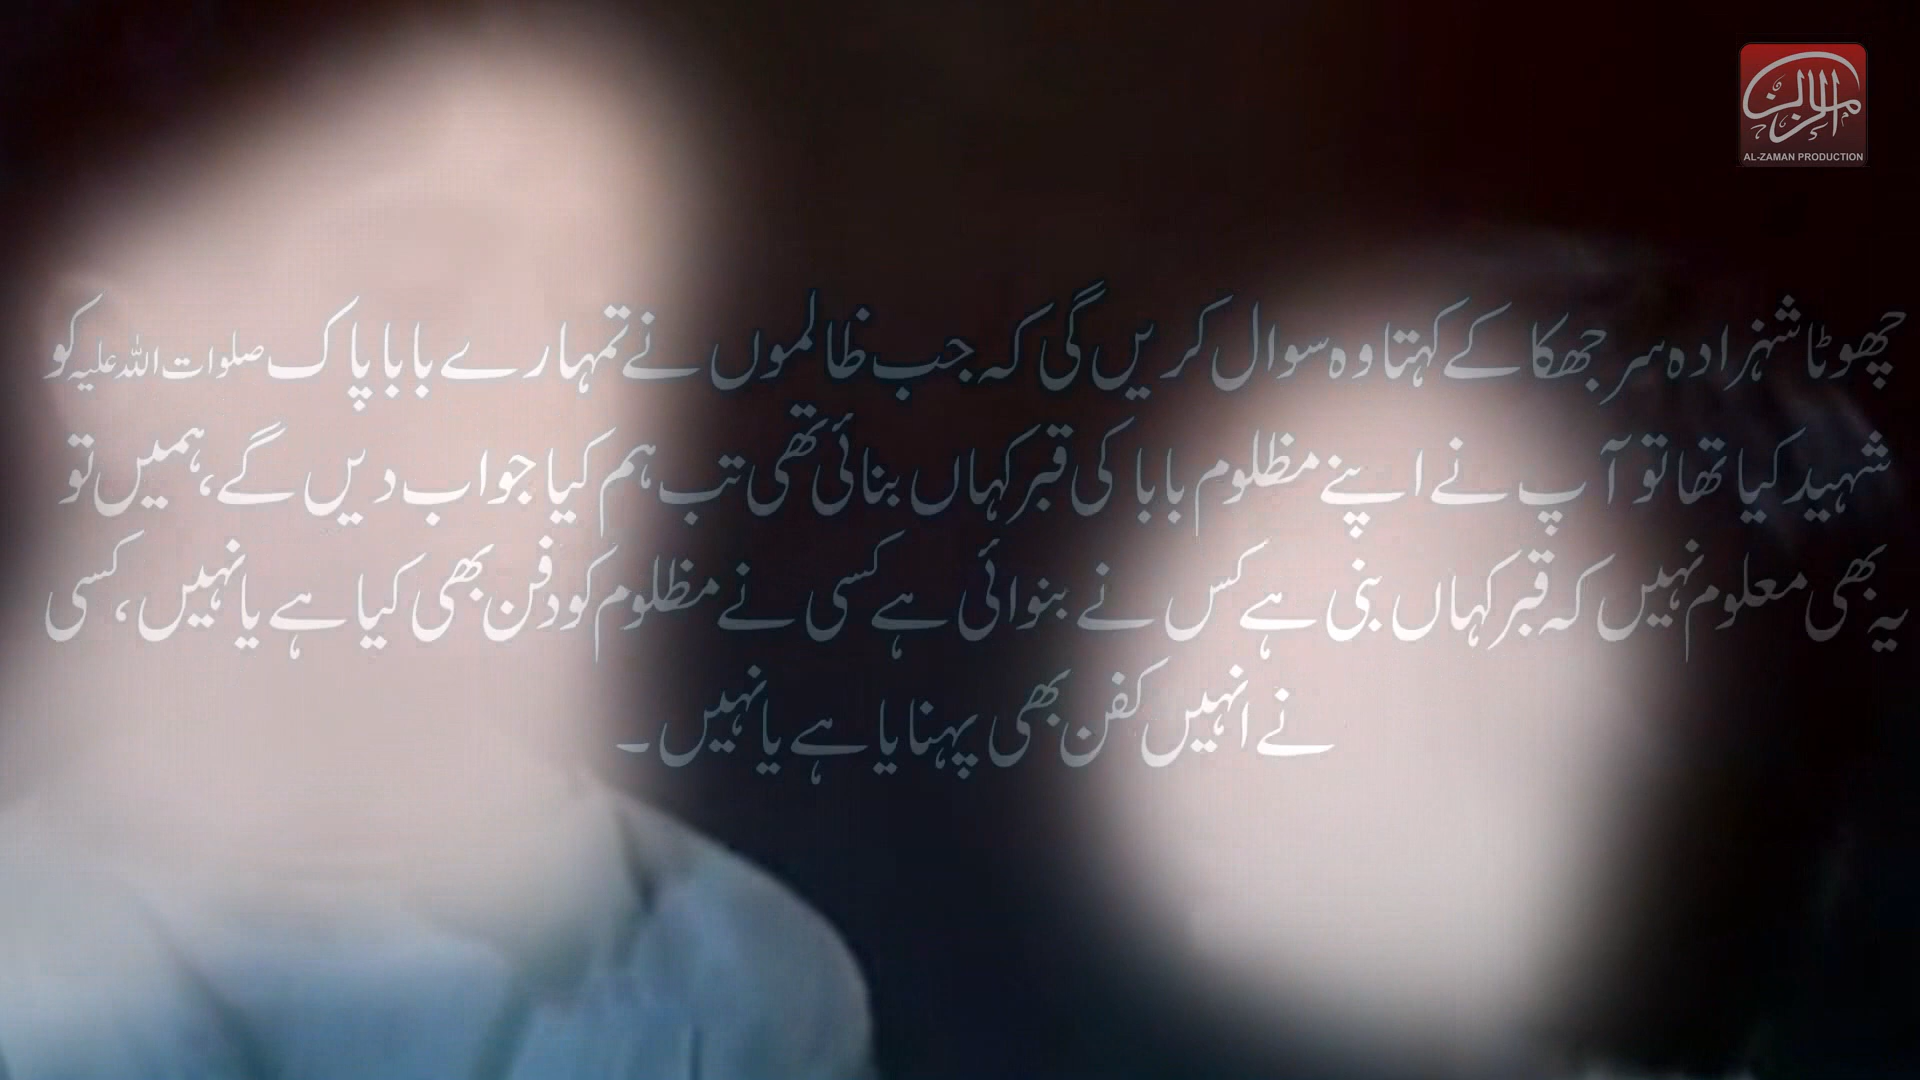 الزمان
AL-ZAMAN PRODUCTION
چھوٹا شہزادہ سر جھکا کے کہتا وہ سوال کریں گی کہ جب ظالموں نے تمہارے بابا پاک صلوات اللہ علیہ کو
شہید کیا تھا تو آپ نے اپنے مظلوم بابا کی قبر کہاں بنائی تھی تب ہم کیا جواب دیں گے، ہمیں تو
یہ بھی معلوم نہیں کہ قبر کہاں بنی ہے کس نے بنوائی ہے کسی نے مظلوم کو دفن بھی کیا ہے یا نہیں، کسی
نے انہیں کفن بھی پہنایا ہے یا نہیں۔